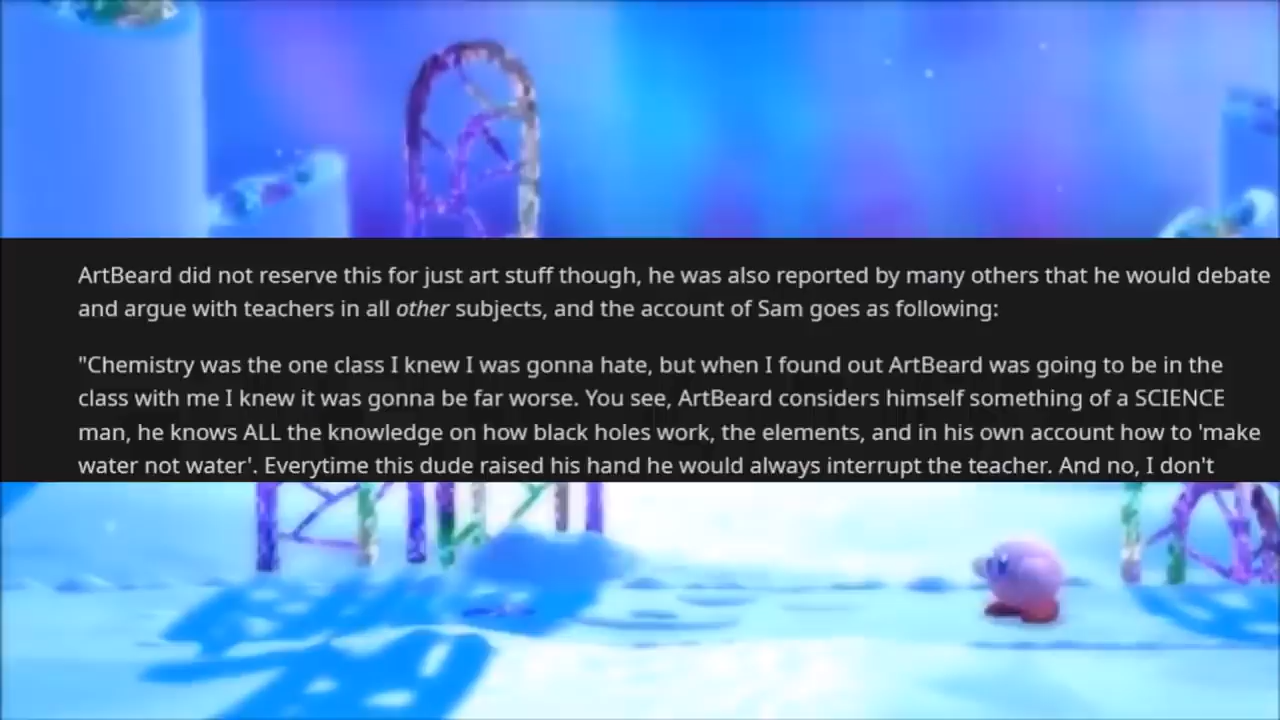 ArtBeard did not reserve this for just art stuff though, he was also reported by many others that he would debate
and argue with teachers in all other subjects, and the account of Sam goes as following:
"Chemistry was the one class I knew I was gonna hate, but when I found out ArtBeard was going to be in the
class with me I knew it was gonna be far worse. You see, ArtBeard considers himself something of a SCIENCE
man, he knows ALL the knowledge on how black holes work, the elements, and in his own account how to 'make
water not water'. Everytime this dude raised his hand he would always interrupt the teacher. And no, I don't